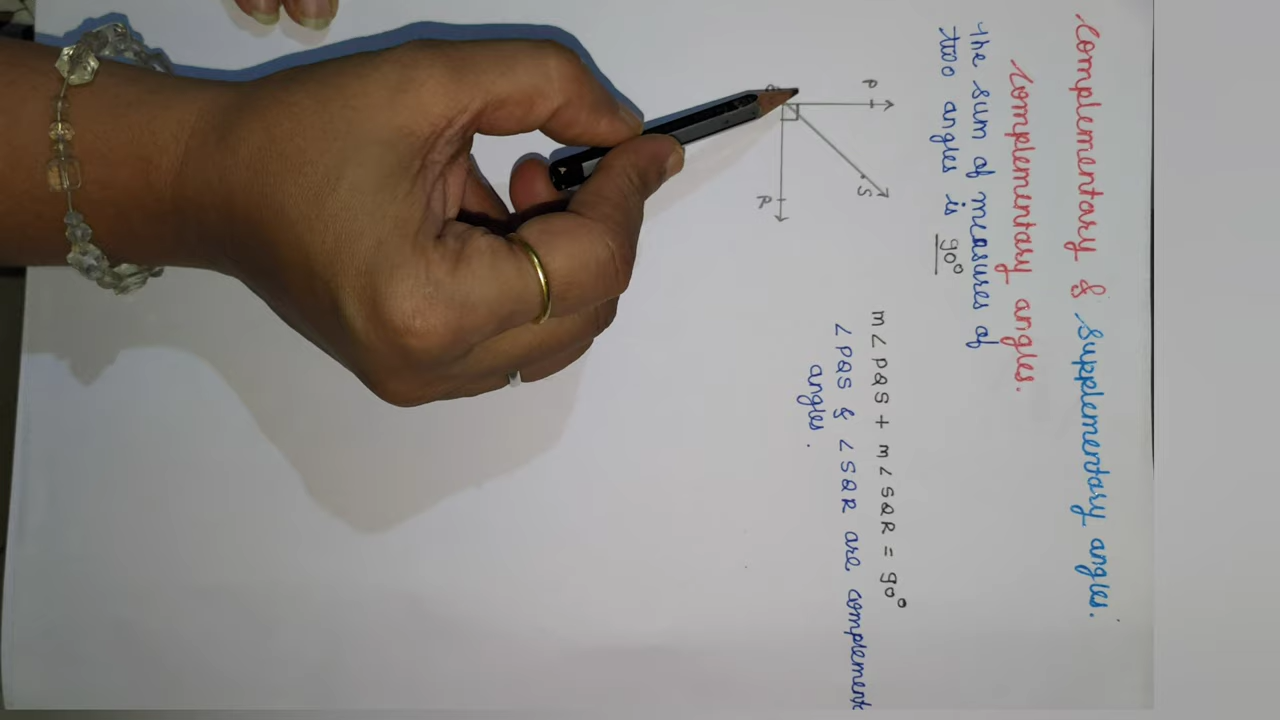 Complementary & Supplementary angles.
Complementary angles.
The sum of measures of
two angles is 90°
P
S
R
m∠PQS + m∠SQR = 90°
∠PQS & ∠SQR are complement
angles.